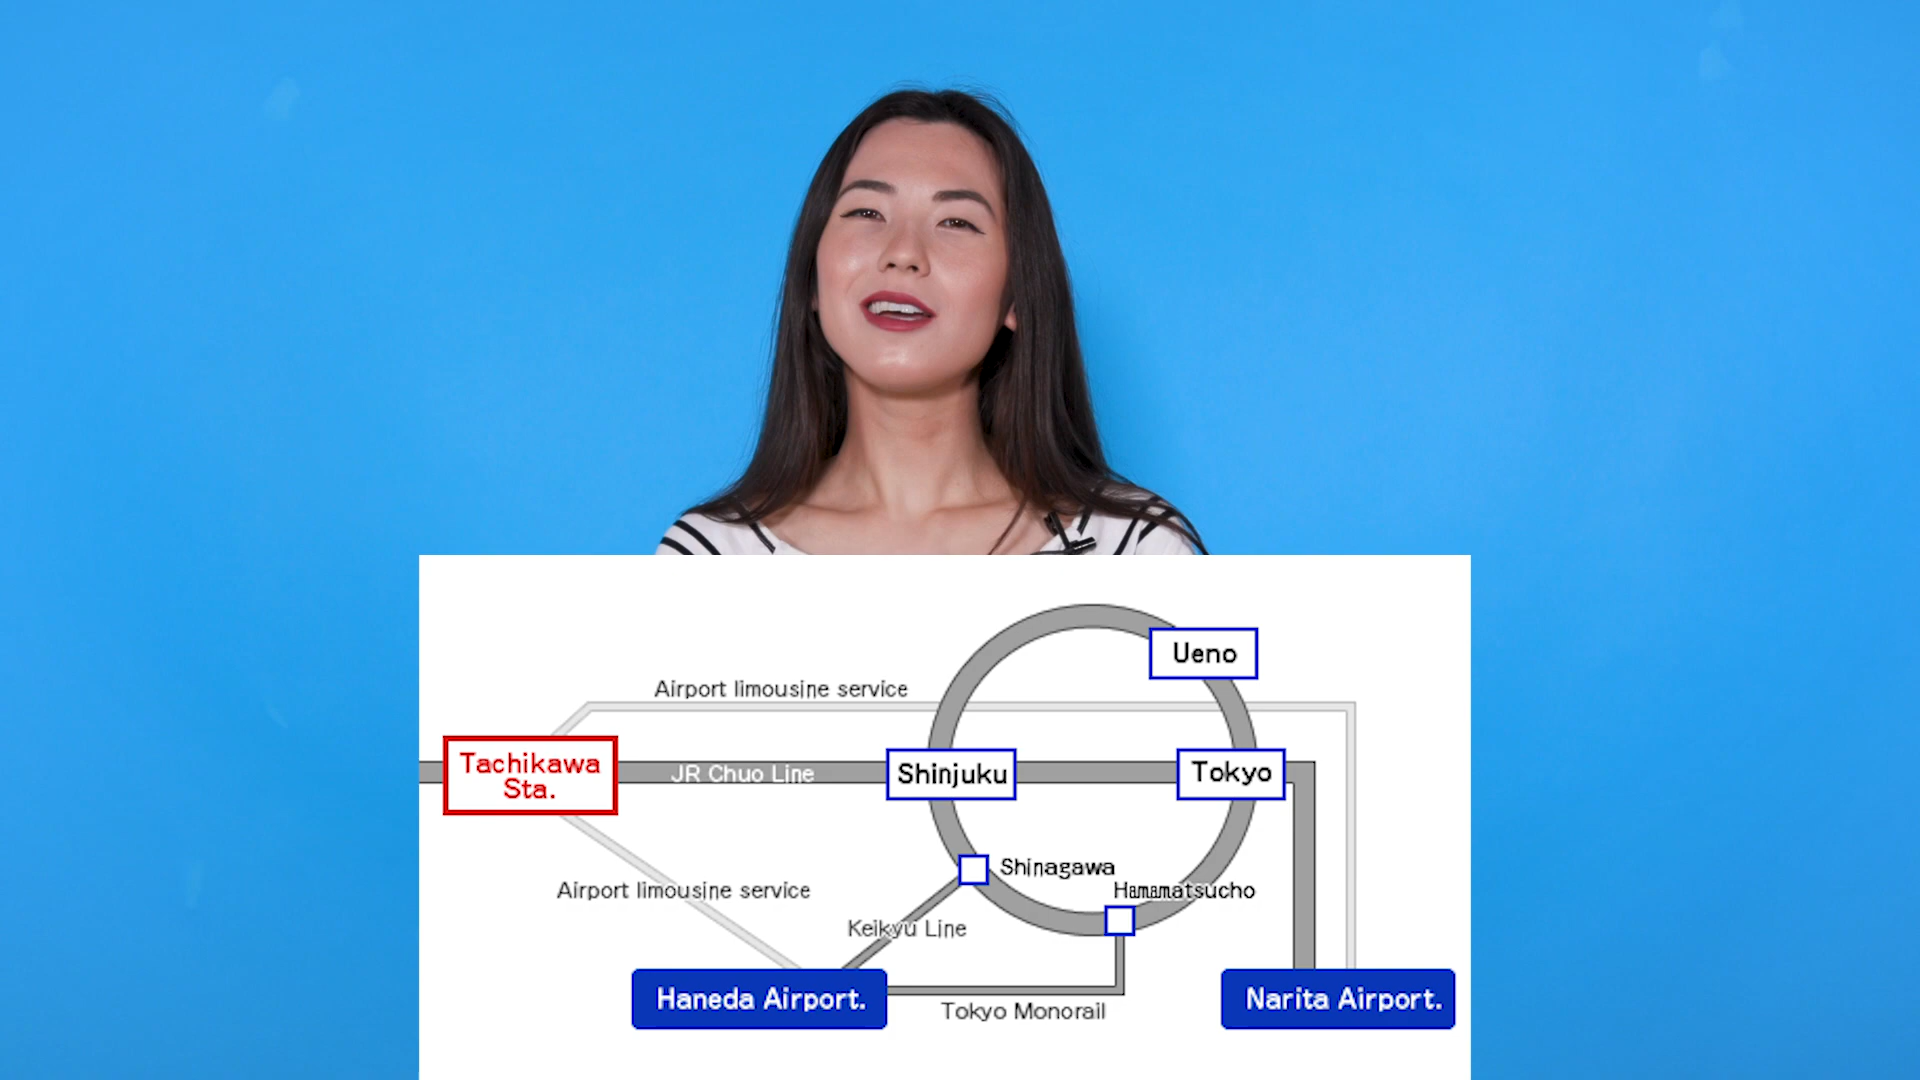 Ueno
Airport limousine service
Tachikawa
Sta.
JR Chuo Line
Shinjuku
Tokyo
Shinagawa
Hamamatsucho
Airport limousine service
Keikyu Line
Haneda Airport.
Narita Airport.
Tokyo Monorail